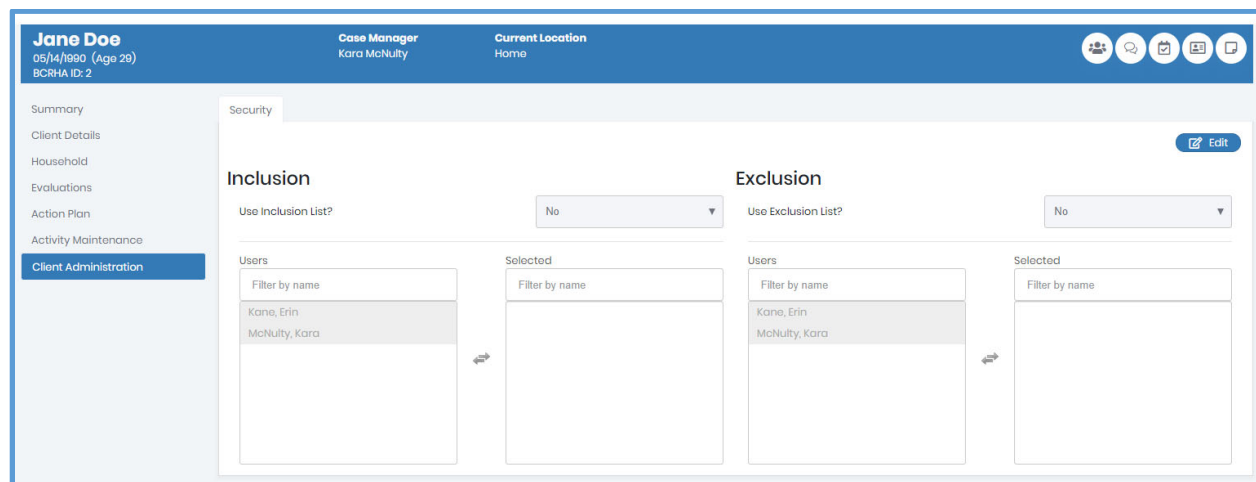 Jane Doe
05/14/1990 (Age 29)
BCRHA ID: 2
Case Manager
Kara McNulty
Current Location
Home
Summary
Client Details
Household
Evaluations
Action Plan
Activity Maintenance
Client Administration
Security
Edit
Inclusion
Use Inclusion List?
No
Users
Filter by name
Kane, Erin
McNulty, Kara
Selected
Filter by name
Exclusion
Use Exclusion List?
No
Users
Filter by name
Kane, Erin
McNulty, Kara
Selected
Filter by name